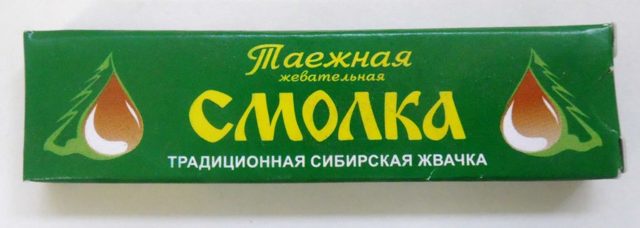 Таежная
жевательная
СМОЛКА
ТРАДИЦИОННАЯ СИБИРСКАЯ ЖВАЧКА